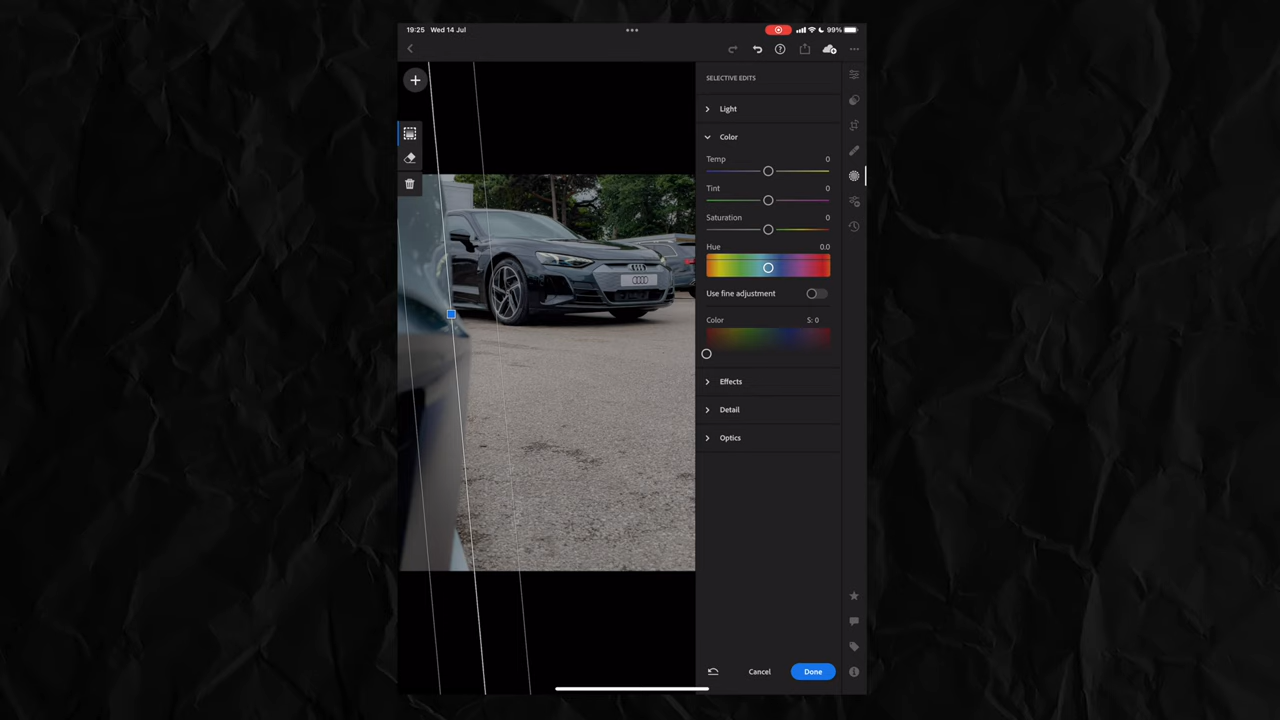 19:25 Wed 14 Jul
99%
SELECTIVE EDITS
Light
Color
Temp 0
Tint 0
Saturation 0
Hue 0.0
Use fine adjustment
Color S: 0
Effects
Detail
Optics
Cancel Done